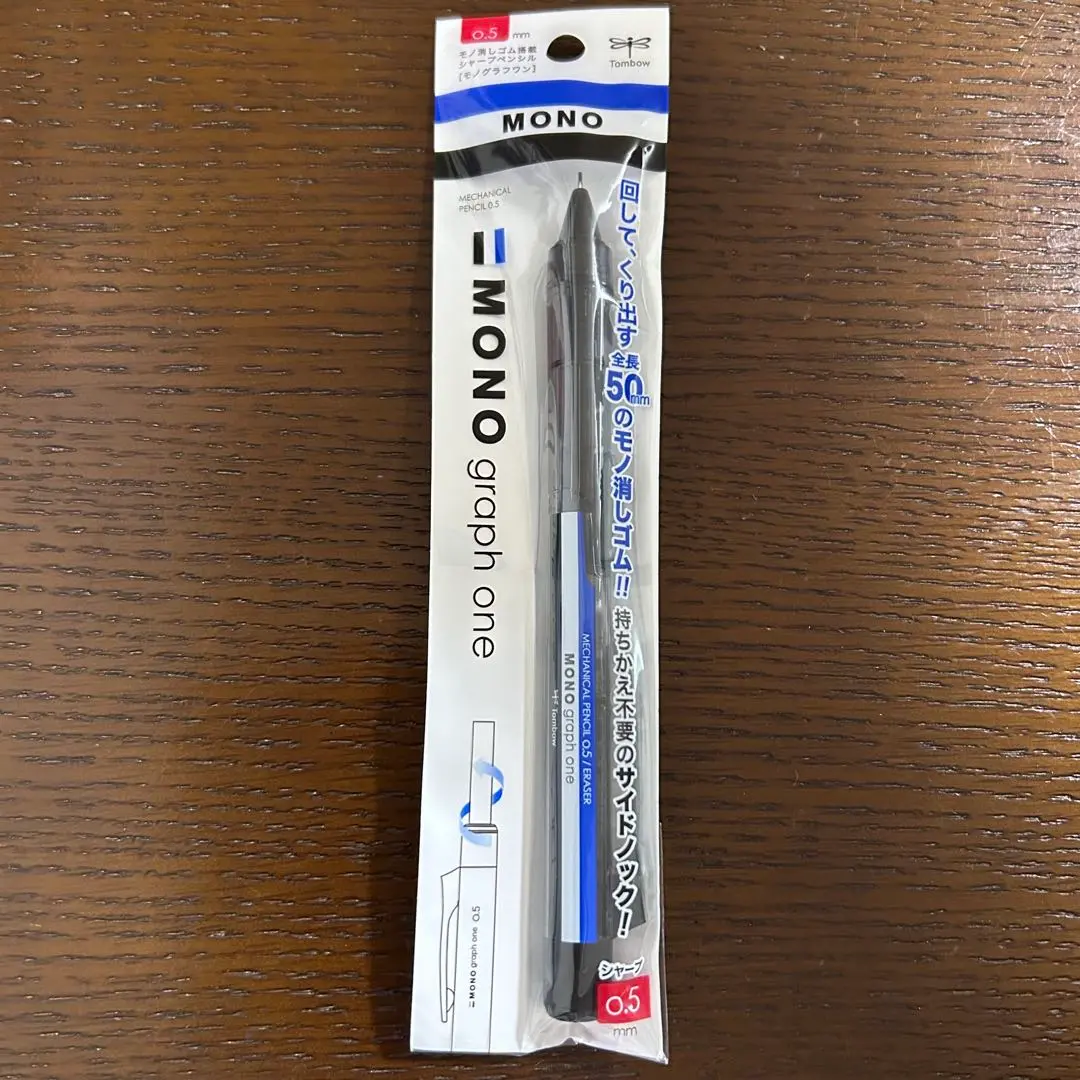 0.5 mm
モノ消しゴム搭載
シャープペンシル
[モノグラフワン]
Tombow
MONO
MECHANICAL
PENCIL 0.5
MONO graph one
回して、くり出す
全長
50mm
のモノ消しゴム!!
持ちかえ不要のサイドノック!
MECHANICAL PENCIL 0.5 / ERASER
MONO graph one
Tombow
MONO graph one 0.5
シャープ
0.5
mm